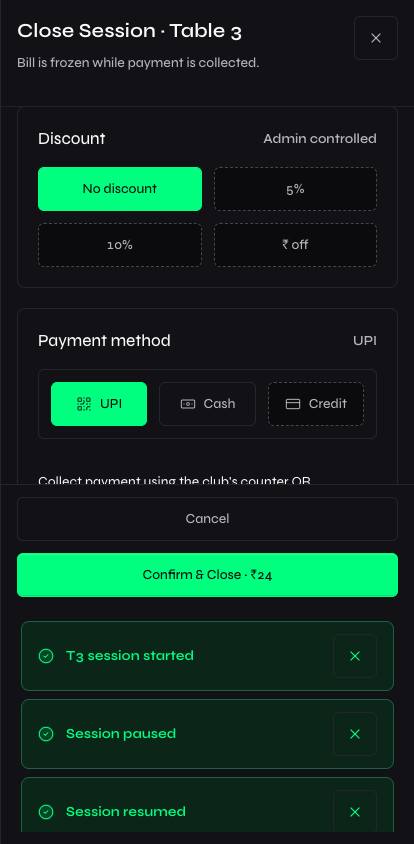 Close Session · Table 3
Bill is frozen while payment is collected.
Discount
Admin controlled
No discount
5%
10%
₹ off
Payment method
UPI
UPI
Cash
Credit
Collect payment using the club's counter QR
Cancel
Confirm & Close · ₹24
T3 session started
Session paused
Session resumed